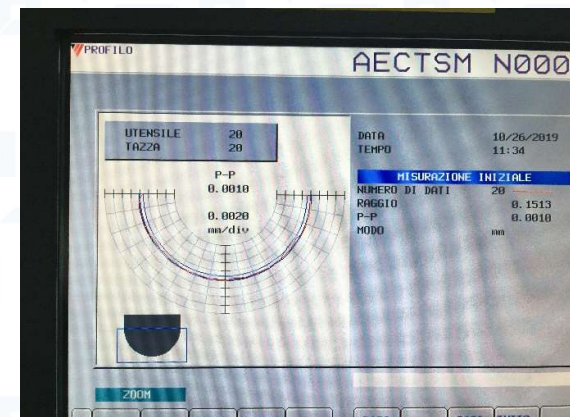 PROFILO
AECTSM N000
UTENSILE 20
TAZZA 20
P-P
0.0010
0.0020
mm/div
DATA 10/26/2019
TEMPO 11:34
MISURAZIONE INIZIALE
NUMERO DI DATI 20
RAGGIO 0.1513
P-P 0.0010
MODO mm
ZOOM